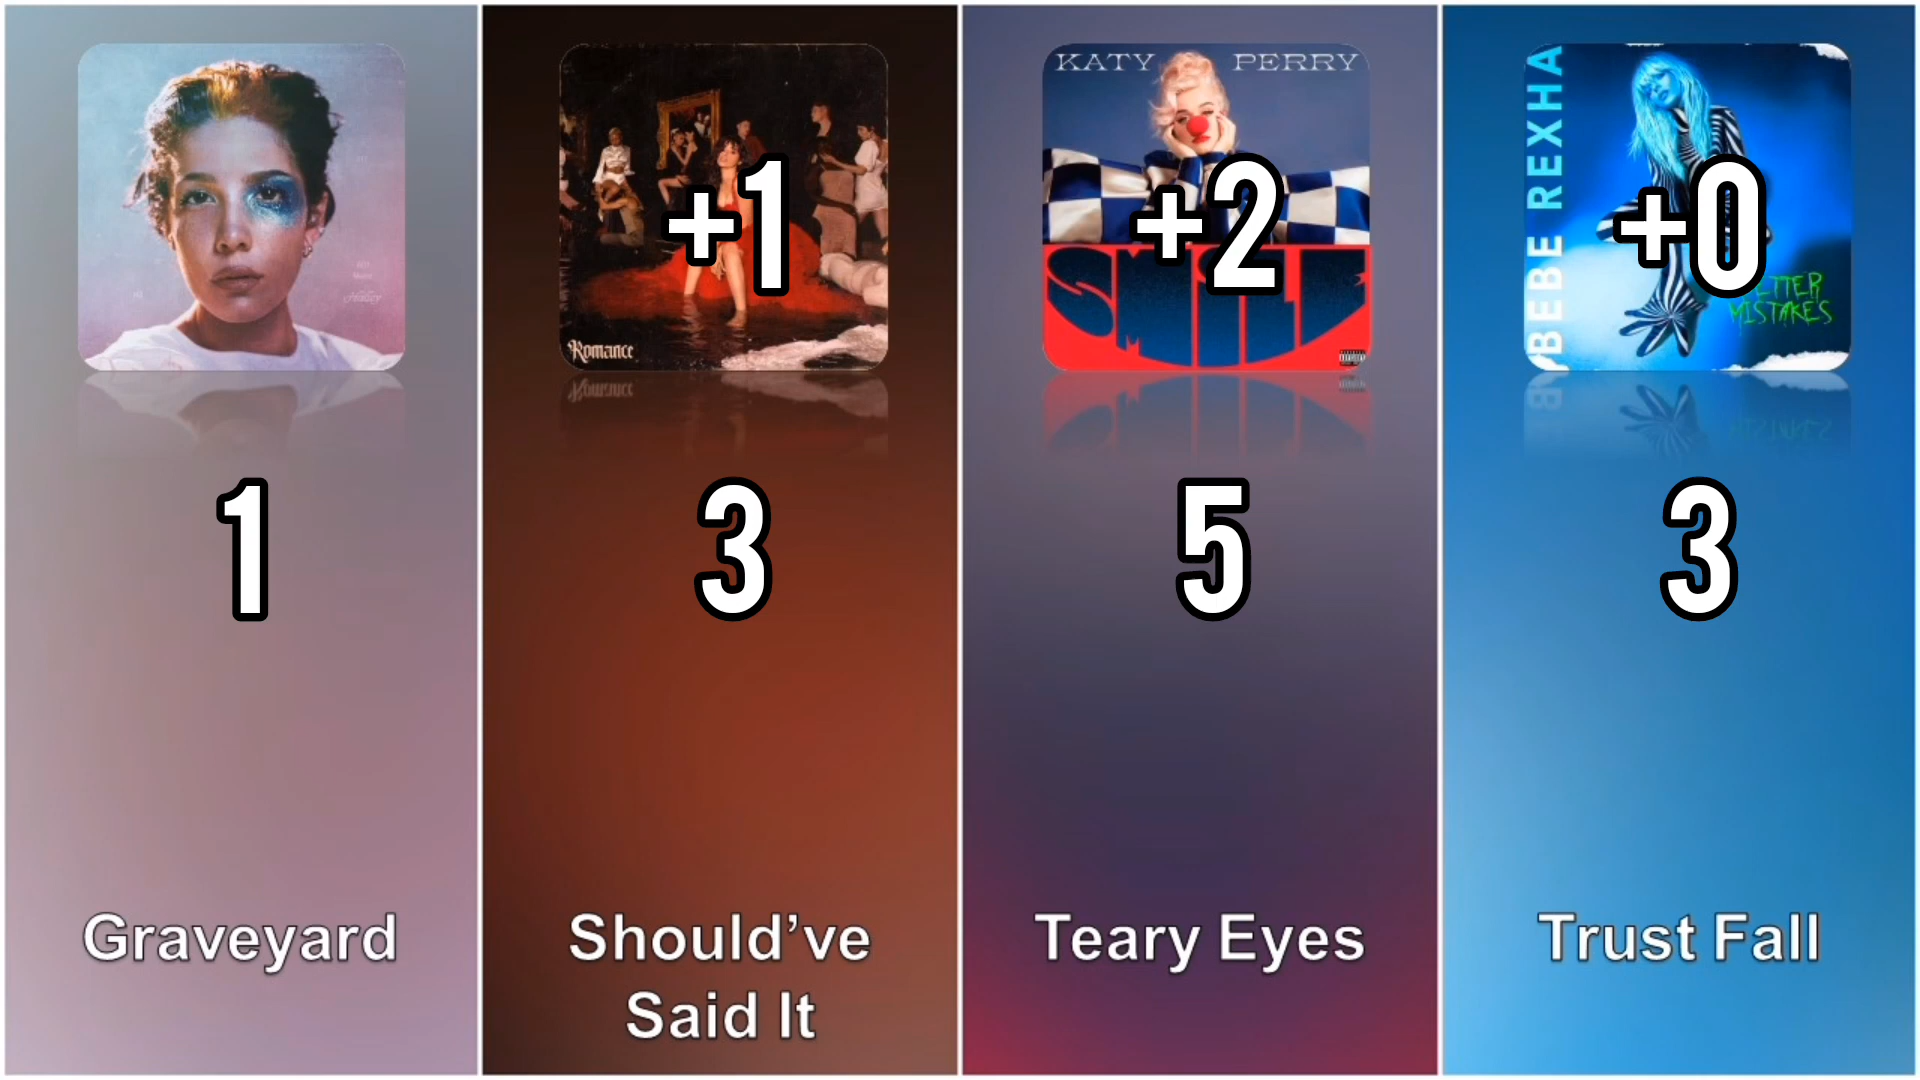 KATY PERRY
BEBE REXHA
+1
+2
+0
SMILE
BETTER
MISTAKES
Romance
1
3
5
3
Graveyard
Should’ve
Said It
Teary Eyes
Trust Fall